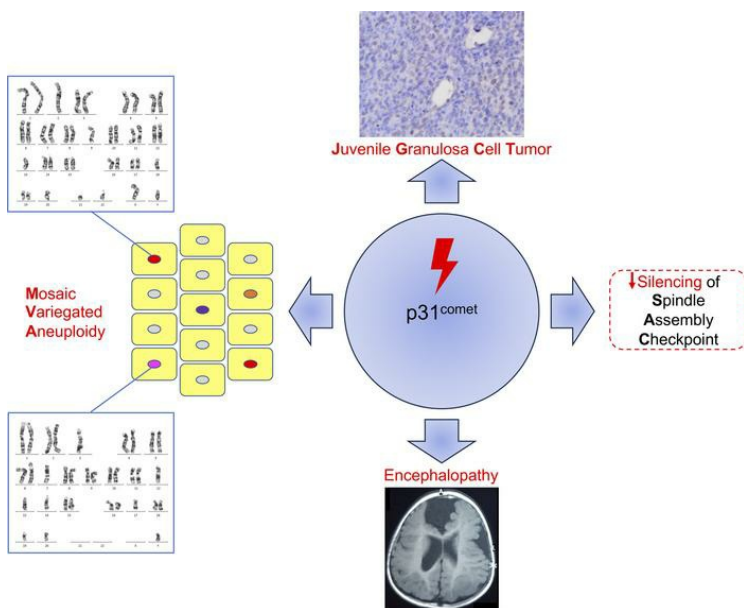 Juvenile Granulosa Cell Tumor
Mosaic
Variegated
Aneuploidy
p31comet
↓Silencing of
Spindle
Assembly
Checkpoint
Encephalopathy